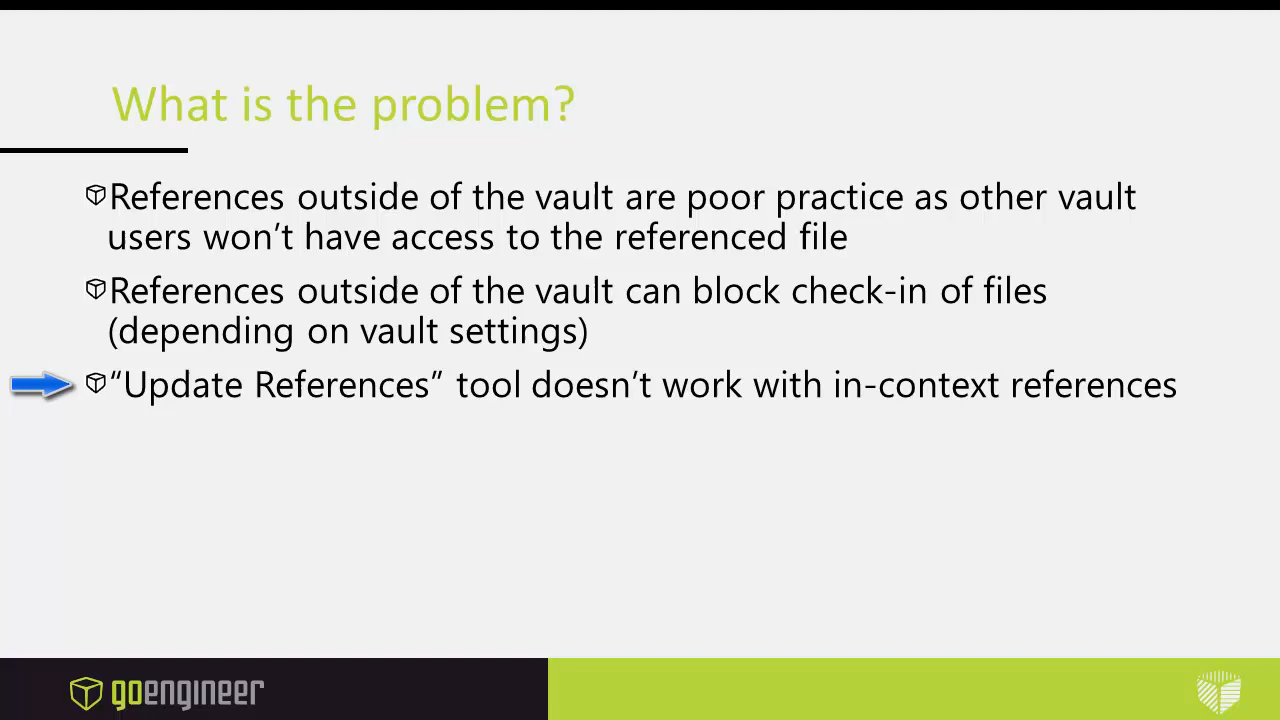 What is the problem?
References outside of the vault are poor practice as other vault
users won’t have access to the referenced file
References outside of the vault can block check-in of files
(depending on vault settings)
“Update References” tool doesn’t work with in-context references
goengineer